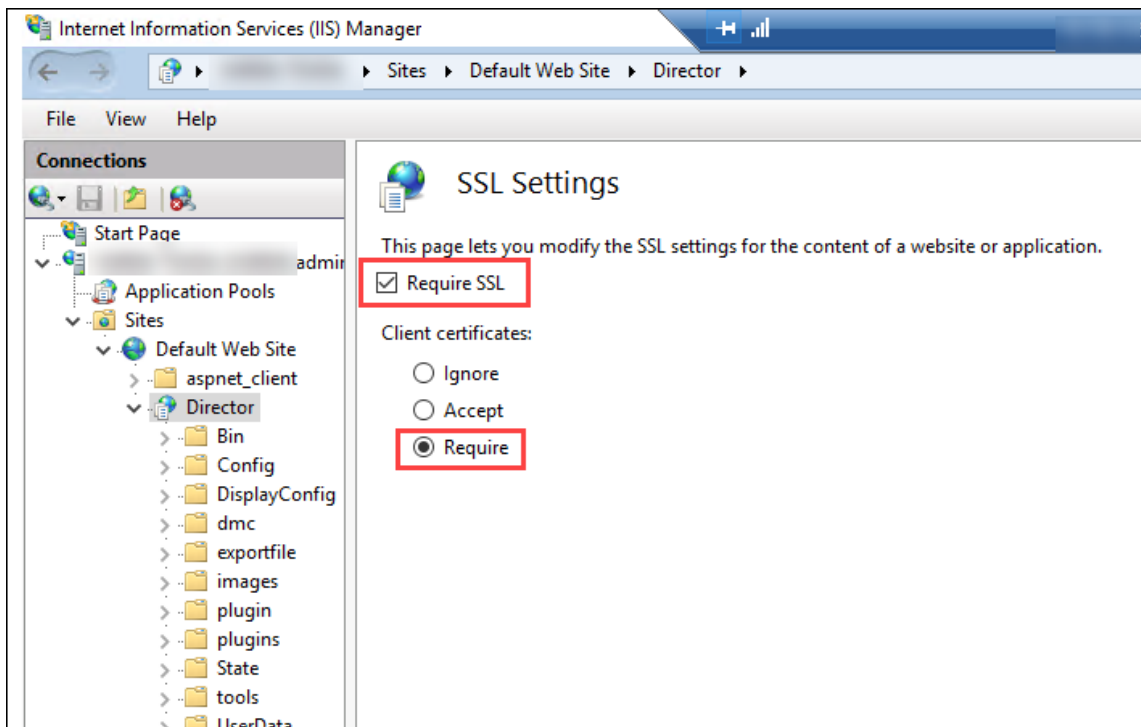 Internet Information Services (IIS) Manager
Sites Default Web Site Director
File View Help
Connections
Start Page
admin
Application Pools
Sites
Default Web Site
aspnet_client
Director
Bin
Config
DisplayConfig
dmc
exportfile
images
plugin
plugins
State
tools
UserData
SSL Settings
This page lets you modify the SSL settings for the content of a website or application.
Require SSL
Client certificates:
Ignore
Accept
Require